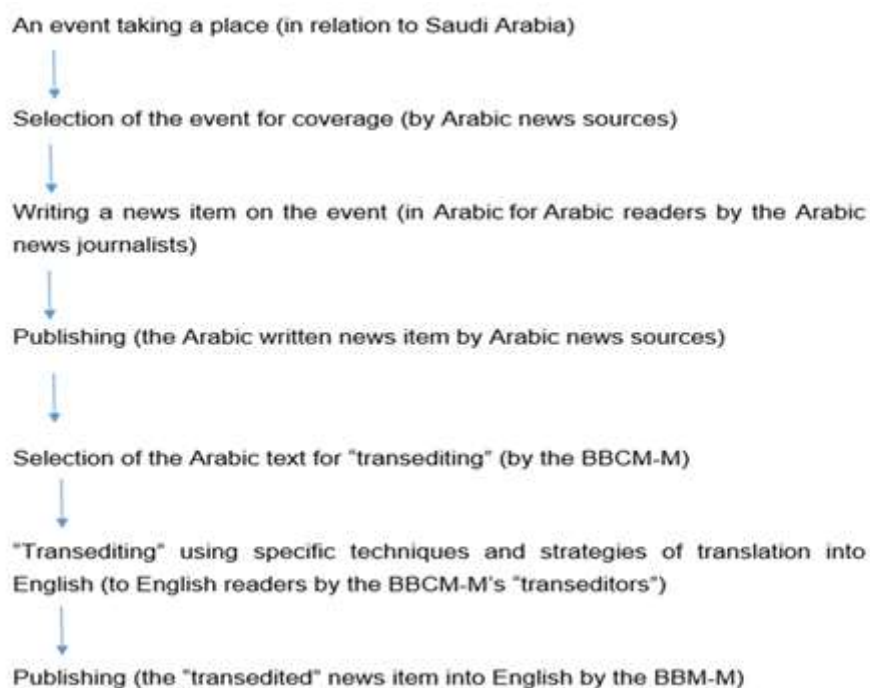 An event taking a place (in relation to Saudi Arabia)
Selection of the event for coverage (by Arabic news sources)
Writing a news item on the event (in Arabic for Arabic readers by the Arabic
news journalists)
Publishing (the Arabic written news item by Arabic news sources)
Selection of the Arabic text for "transediting" (by the BBCM-M)
"Transediting" using specific techniques and strategies of translation into
English (to English readers by the BBCM-M's "transeditors")
Publishing (the "transedited" news item into English by the BBM-M)